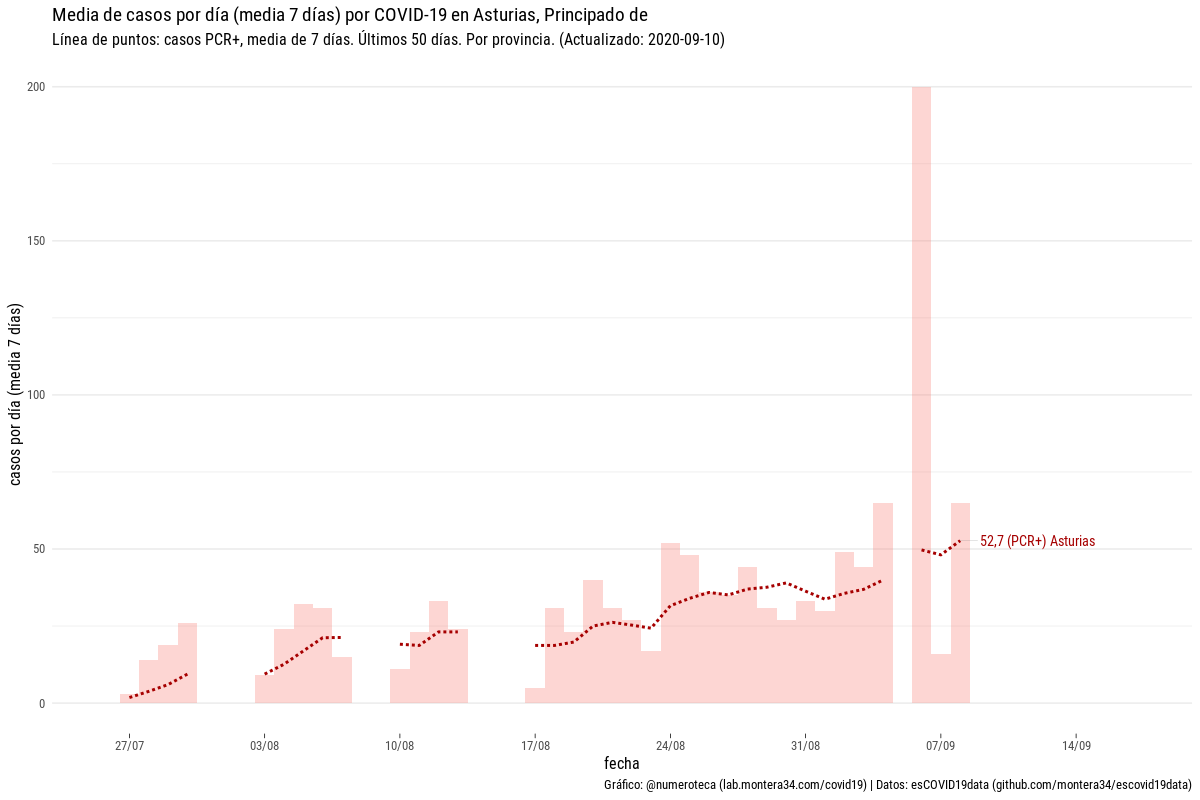 Media de casos por día (media 7 días) por COVID-19 en Asturias, Principado de
Línea de puntos: casos PCR+, media de 7 días. Últimos 50 días. Por provincia. (Actualizado: 2020-09-10)
casos por día (media 7 días)
200
150
100
50
0
52,7 (PCR+) Asturias
27/07
03/08
10/08
17/08
24/08
31/08
07/09
14/09
fecha
Gráfico: @numeroteca (lab.montera34.com/covid19) | Datos: esCOVID19data (github.com/montera34/escovid19data)